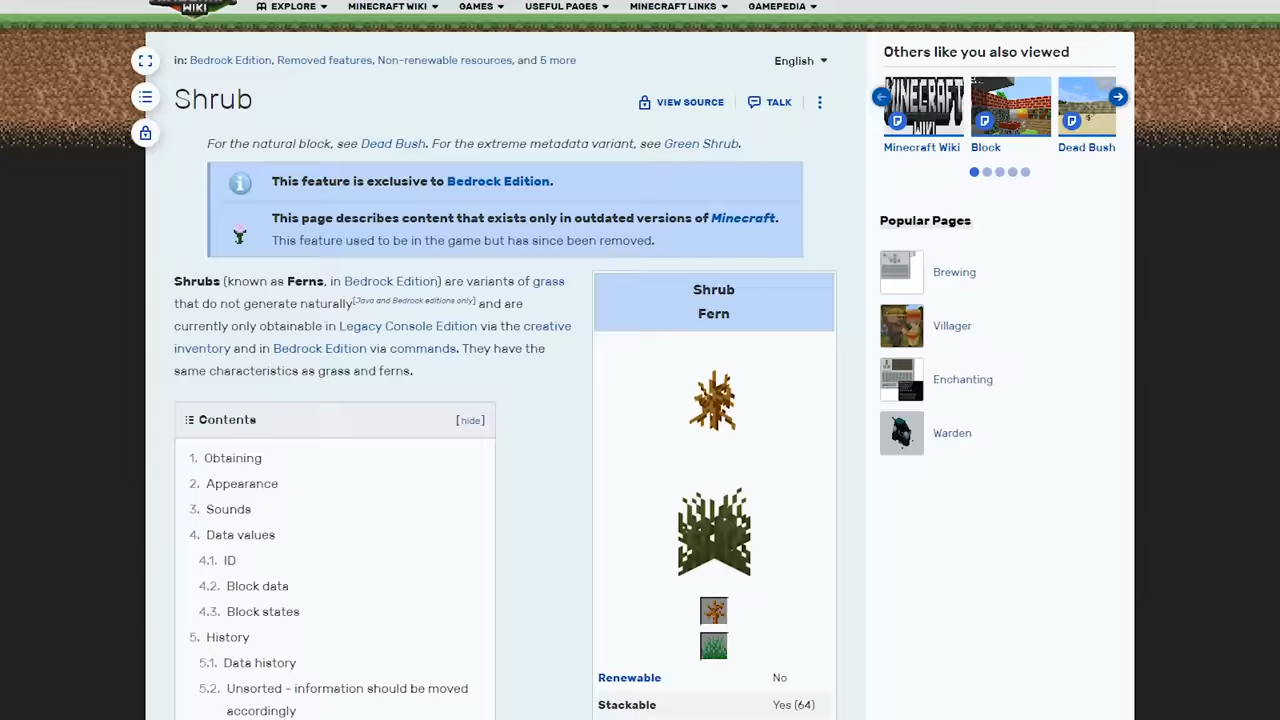 WIKI
EXPLORE
MINECRAFT WIKI
GAMES
USEFUL PAGES
MINECRAFT LINKS
GAMEPEDIA
in: Bedrock Edition, Removed features, Non-renewable resources, and 5 more
English
Shrub
VIEW SOURCE
TALK
For the natural block, see Dead Bush. For the extreme metadata variant, see Green Shrub.
This feature is exclusive to Bedrock Edition.
This page describes content that exists only in outdated versions of Minecraft.
This feature used to be in the game but has since been removed.
Shrubs (known as Ferns, in Bedrock Edition) are variants of grass
that do not generate naturally[Java and Bedrock editions only] and are
currently only obtainable in Legacy Console Edition via the creative
inventory and in Bedrock Edition via commands. They have the
same characteristics as grass and ferns.
Contents [hide]
1. Obtaining
2. Appearance
3. Sounds
4. Data values
4.1. ID
4.2. Block data
4.3. Block states
5. History
5.1. Data history
5.2. Unsorted - information should be moved
accordingly
Shrub
Fern
Renewable No
Stackable Yes (64)
Others like you also viewed
MINECRAFT
WIKI
Minecraft Wiki
Block
Dead Bush
Popular Pages
Brewing
Villager
Enchanting
Warden